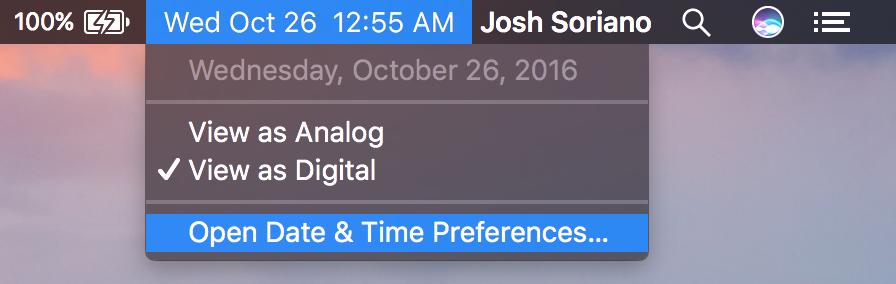 100% Wed Oct 26 12:55 AM Josh Soriano
Wednesday, October 26, 2016
View as Analog
✓ View as Digital
Open Date & Time Preferences...